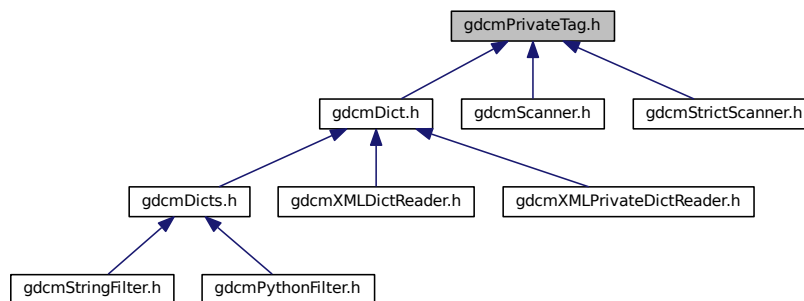 gdcmPrivateTag.h
gdcmDict.h
gdcmScanner.h
gdcmStrictScanner.h
gdcmDicts.h
gdcmXMLDictReader.h
gdcmXMLPrivateDictReader.h
gdcmStringFilter.h
gdcmPythonFilter.h